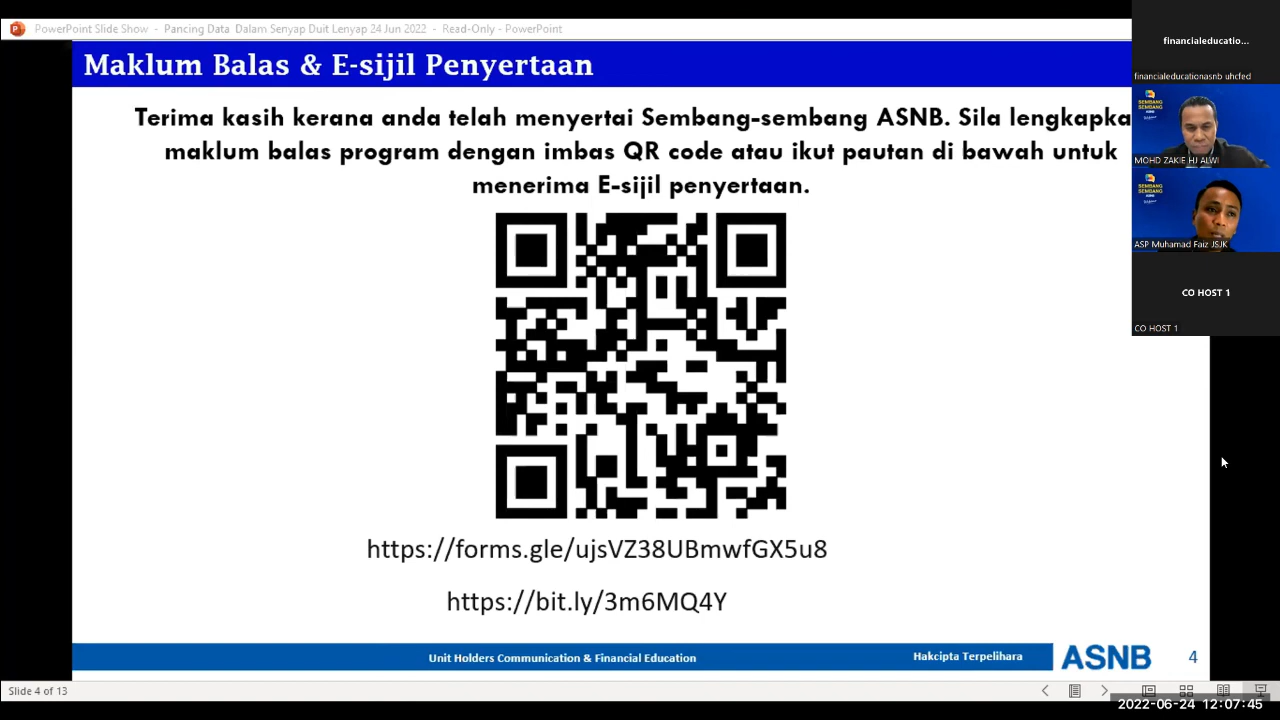 PowerPoint Slide Show - Pancing Data Dalam Senyap Duit Lenyap 24 Jun 2022 - Read-Only - PowerPoint
Maklum Balas & E-sijil Penyertaan
Terima kasih kerana anda telah menyertai Sembang-sembang ASNB. Sila lengkapka
maklum balas program dengan imbas QR code atau ikut pautan di bawah untuk
menerima E-sijil penyertaan.
https://forms.gle/ujsVZ38UBmwfGX5u8
https://bit.ly/3m6MQ4Y
Unit Holders Communication & Financial Education
Hakcipta Terpelihara
ASNB
4
financialeducatio...
financialeducationasnb uhcfed
SEMBANG
SEMBANG
MOHD ZAKIE HJ ALWI
SEMBANG
SEMBANG
ASP Muhamad Faiz JSJK
CO HOST 1
CO HOST 1
Slide 4 of 13
2022-06-24 12:07:45